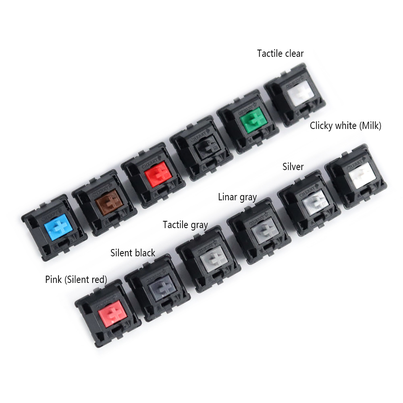 Tactile clear
Clicky white (Milk)
Silver
Linar gray
Tactile gray
Silent black
Pink (Silent red)